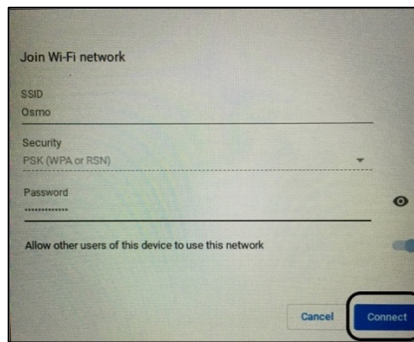 Join Wi-Fi network
SSID
Osmo
Security
PSK (WPA or RSN)
Password
Allow other users of this device to use this network
Cancel Connect